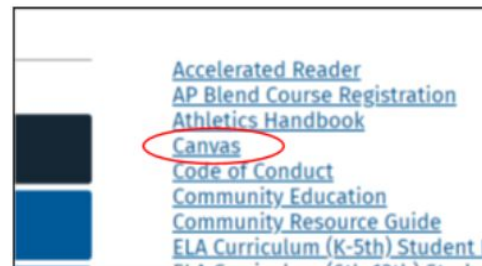 Accelerated Reader
AP Blend Course Registration
Athletics Handbook
Canvas
Code of Conduct
Community Education
Community Resource Guide
ELA Curriculum (K-5th) Student